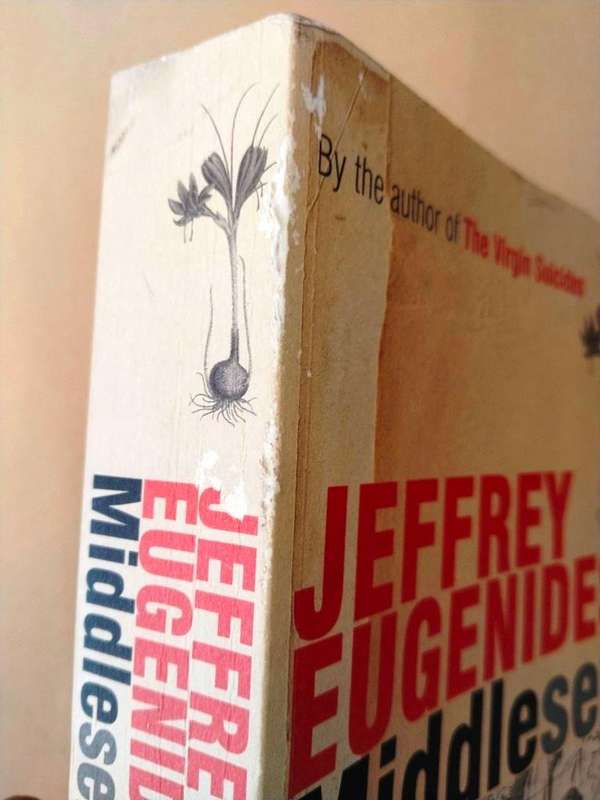 By the author of The Virgin Suicides
JEFFREY
EUGENIDE
Middlese
JEFFRE
EUGENID
Middlese